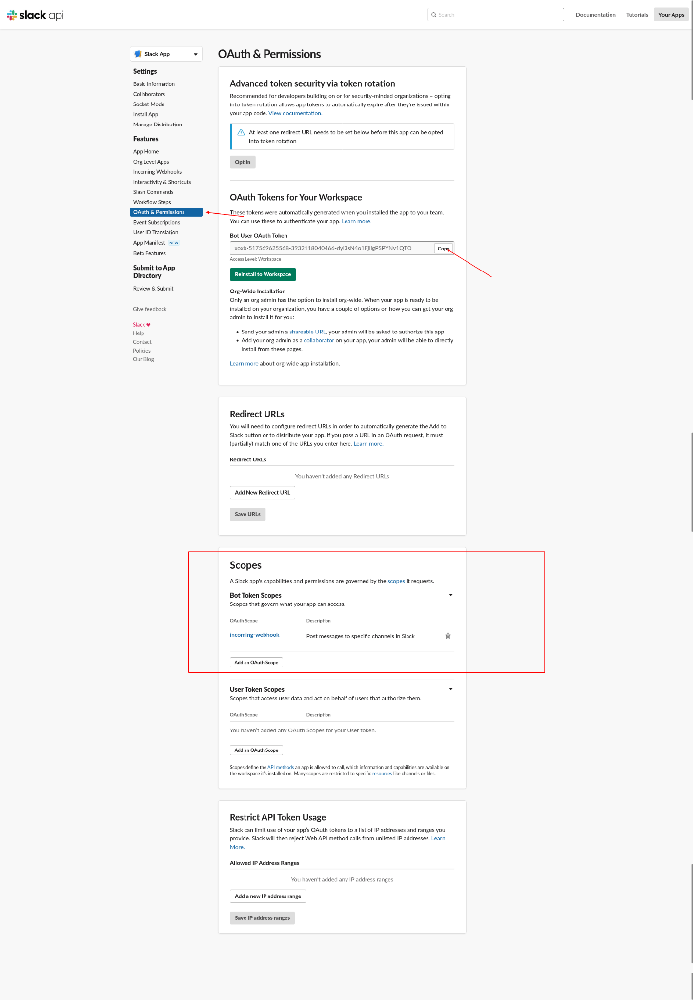 slack api
Search
Documentation
Tutorials
Your Apps
Slack App
Settings
Basic Information
Collaborators
Socket Mode
Install App
Manage Distribution
Features
App Home
Org Level Apps
Incoming Webhooks
Interactivity & Shortcuts
Slash Commands
Workflow Steps
OAuth & Permissions
Event Subscriptions
User ID Translation
App Manifest NEW
Beta Features
Submit to App
Directory
Review & Submit
Give feedback
Slack ♥
Help
Contact
Policies
Our Blog
OAuth & Permissions
Advanced token security via token rotation
Recommended for developers building on or for security-minded organizations – opting
into token rotation allows app tokens to automatically expire after they're issued within
your app code. View documentation.
At least one redirect URL needs to be set below before this app can be opted
into token rotation
Opt In
OAuth Tokens for Your Workspace
These tokens were automatically generated when you installed the app to your team.
You can use these to authenticate your app. Learn more.
Bot User OAuth Token
Copy
Access Level: Workspace
Reinstall to Workspace
Org-Wide Installation
Only an org admin has the option to install org-wide. When your app is ready to be
installed on your organization, you have a couple of options on how you can get your org
admin to install it for you:
• Send your admin a shareable URL, your admin will be asked to authorize this app
• Add your org admin as a collaborator on your app, your admin will be able to directly
install from these pages.
Learn more about org-wide app installation.
Redirect URLs
You will need to configure redirect URLs in order to automatically generate the Add to
Slack button or to distribute your app. If you pass a URL in an OAuth request, it must
(partially) match one of the URLs you enter here. Learn more.
Redirect URLs
You haven't added any Redirect URLs
Add New Redirect URL
Save URLs
Scopes
A Slack app's capabilities and permissions are governed by the scopes it requests.
Bot Token Scopes
Scopes that govern what your app can access.
OAuth Scope Description
incoming-webhook Post messages to specific channels in Slack
Add an OAuth Scope
User Token Scopes
Scopes that access user data and act on behalf of users that authorize them.
OAuth Scope Description
You haven't added any OAuth Scopes for your User token.
Add an OAuth Scope
Scopes define the API methods an app is allowed to call, which information and capabilities are available on
the workspace it's installed on. Many scopes are restricted to specific resources like channels or files.
Restrict API Token Usage
Slack can limit use of your app's OAuth tokens to a list of IP addresses and ranges you
provide. Slack will then reject Web API method calls from unlisted IP addresses. Learn
More.
Allowed IP Address Ranges
You haven't added any IP address ranges
Add a new IP address range
Save IP address ranges